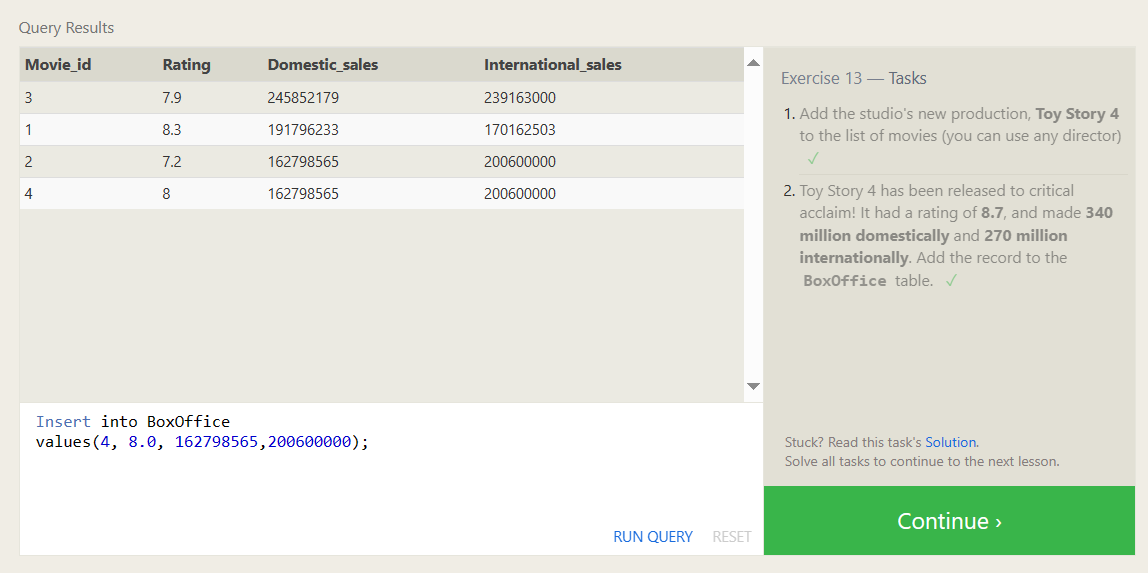 Query Results
Movie_id Rating Domestic_sales International_sales
3 7.9 245852179 239163000
1 8.3 191796233 170162503
2 7.2 162798565 200600000
4 8 162798565 200600000
Insert into BoxOffice
values(4, 8.0, 162798565,200600000);
RUN QUERY RESET
Exercise 13 — Tasks
1. Add the studio's new production, Toy Story 4
to the list of movies (you can use any director)
✓
2. Toy Story 4 has been released to critical
acclaim! It had a rating of 8.7, and made 340
million domestically and 270 million
internationally. Add the record to the
BoxOffice table. ✓
Stuck? Read this task's Solution.
Solve all tasks to continue to the next lesson.
Continue ›